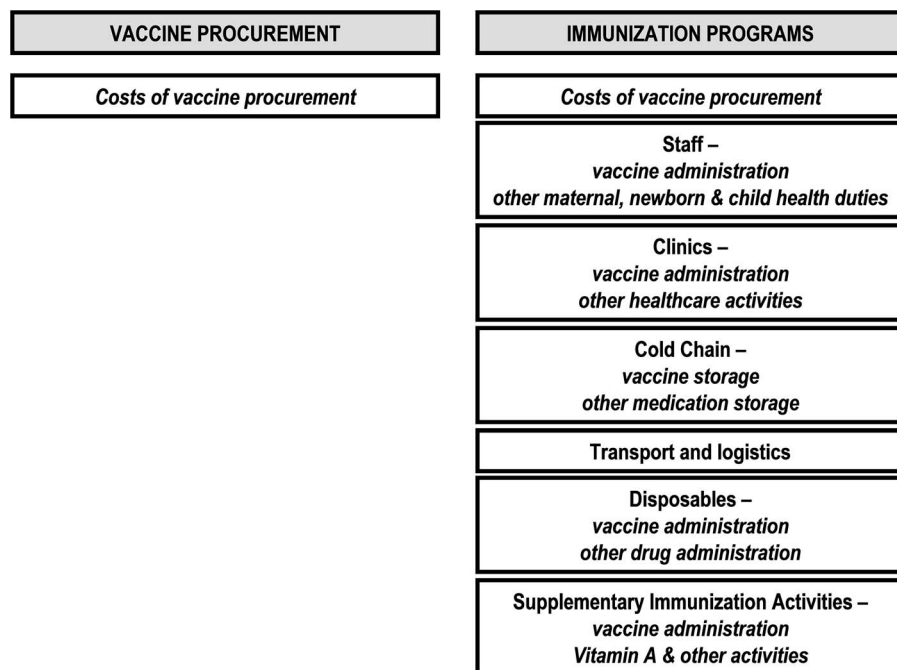 VACCINE PROCUREMENT
Costs of vaccine procurement
IMMUNIZATION PROGRAMS
Costs of vaccine procurement
Staff –
vaccine administration
other maternal, newborn & child health duties
Clinics –
vaccine administration
other healthcare activities
Cold Chain –
vaccine storage
other medication storage
Transport and logistics
Disposables –
vaccine administration
other drug administration
Supplementary Immunization Activities –
vaccine administration
Vitamin A & other activities